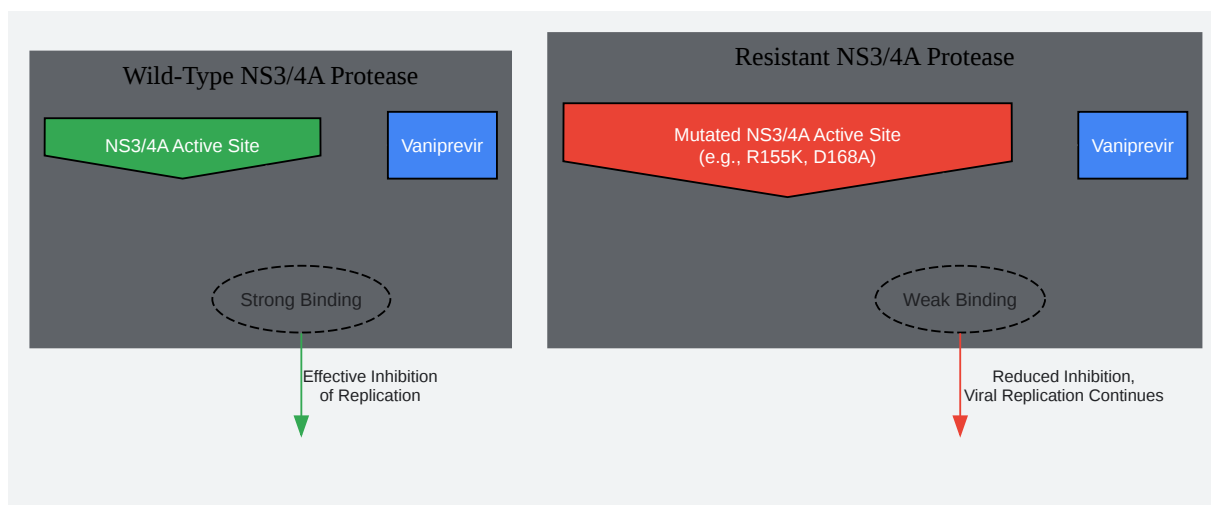 Wild-Type NS3/4A Protease
NS3/4A Active Site
Vaniprevir
Strong Binding
Effective Inhibition
of Replication
Resistant NS3/4A Protease
Mutated NS3/4A Active Site
(e.g., R155K, D168A)
Vaniprevir
Weak Binding
Reduced Inhibition,
Viral Replication Continues